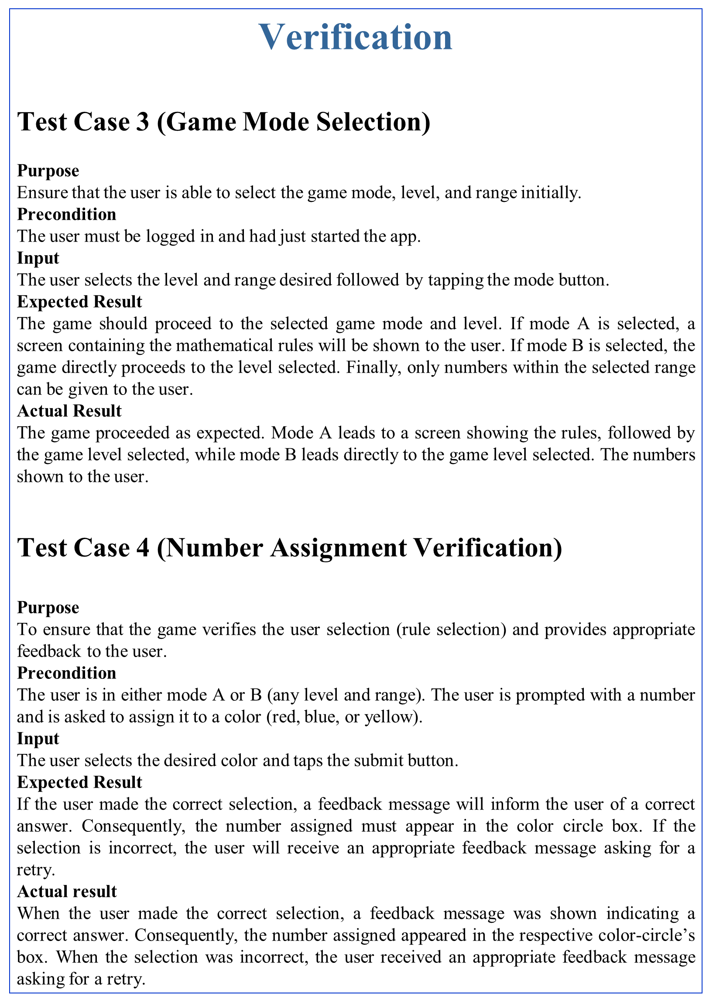 Verification
Test Case 3 (Game Mode Selection)
Purpose
Ensure that the user is able to select the game mode, level, and range initially.
Precondition
The user must be logged in and had just started the app.
Input
The user selects the level and range desired followed by tapping the mode button.
Expected Result
The game should proceed to the selected game mode and level. If mode A is selected, a
screen containing the mathematical rules will be shown to the user. If mode B is selected, the
game directly proceeds to the level selected. Finally, only numbers within the selected range
can be given to the user.
Actual Result
The game proceeded as expected. Mode A leads to a screen showing the rules, followed by
the game level selected, while mode B leads directly to the game level selected. The numbers
shown to the user.
Test Case 4 (Number Assignment Verification)
Purpose
To ensure that the game verifies the user selection (rule selection) and provides appropriate
feedback to the user.
Precondition
The user is in either mode A or B (any level and range). The user is prompted with a number
and is asked to assign it to a color (red, blue, or yellow).
Input
The user selects the desired color and taps the submit button.
Expected Result
If the user made the correct selection, a feedback message will inform the user of a correct
answer. Consequently, the number assigned must appear in the color circle box. If the
selection is incorrect, the user will receive an appropriate feedback message asking for a
retry.
Actual result
When the user made the correct selection, a feedback message was shown indicating a
correct answer. Consequently, the number assigned appeared in the respective color-circle’s
box. When the selection was incorrect, the user received an appropriate feedback message
asking for a retry.